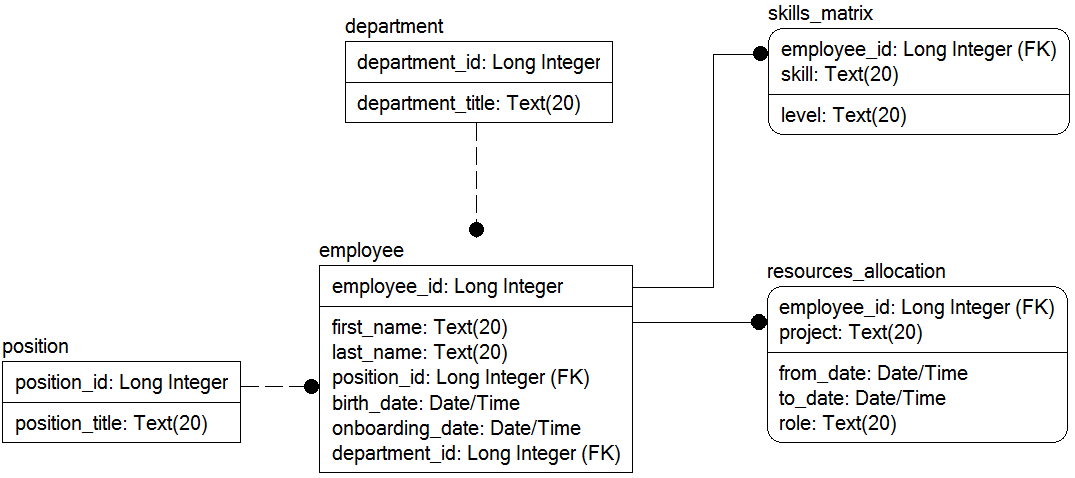 department
department_id: Long Integer
department_title: Text(20)
skills_matrix
employee_id: Long Integer (FK)
skill: Text(20)
level: Text(20)
employee
employee_id: Long Integer
first_name: Text(20)
last_name: Text(20)
position_id: Long Integer (FK)
birth_date: Date/Time
onboarding_date: Date/Time
department_id: Long Integer (FK)
resources_allocation
employee_id: Long Integer (FK)
project: Text(20)
from_date: Date/Time
to_date: Date/Time
role: Text(20)
position
position_id: Long Integer
position_title: Text(20)